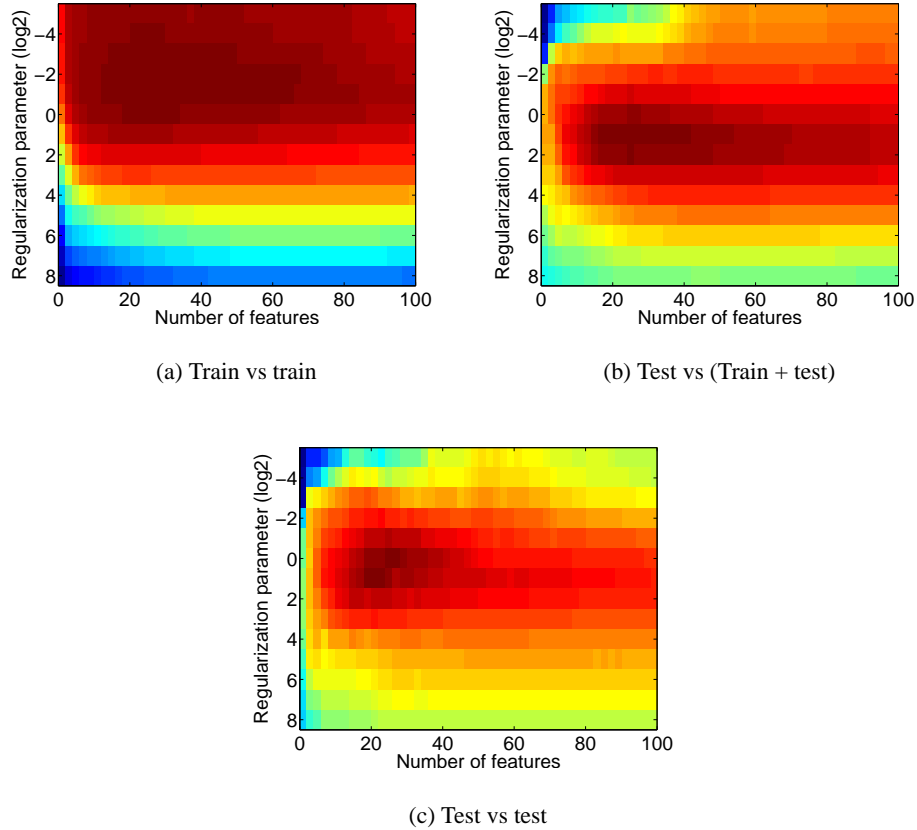 Regularization parameter (log2)
−4
−2
0
2
4
6
8
0 20 40 60 80 100
Number of features
(a) Train vs train
Regularization parameter (log2)
−4
−2
0
2
4
6
8
0 20 40 60 80 100
Number of features
(b) Test vs (Train + test)
Regularization parameter (log2)
−4
−2
0
2
4
6
8
0 20 40 60 80 100
Number of features
(c) Test vs test